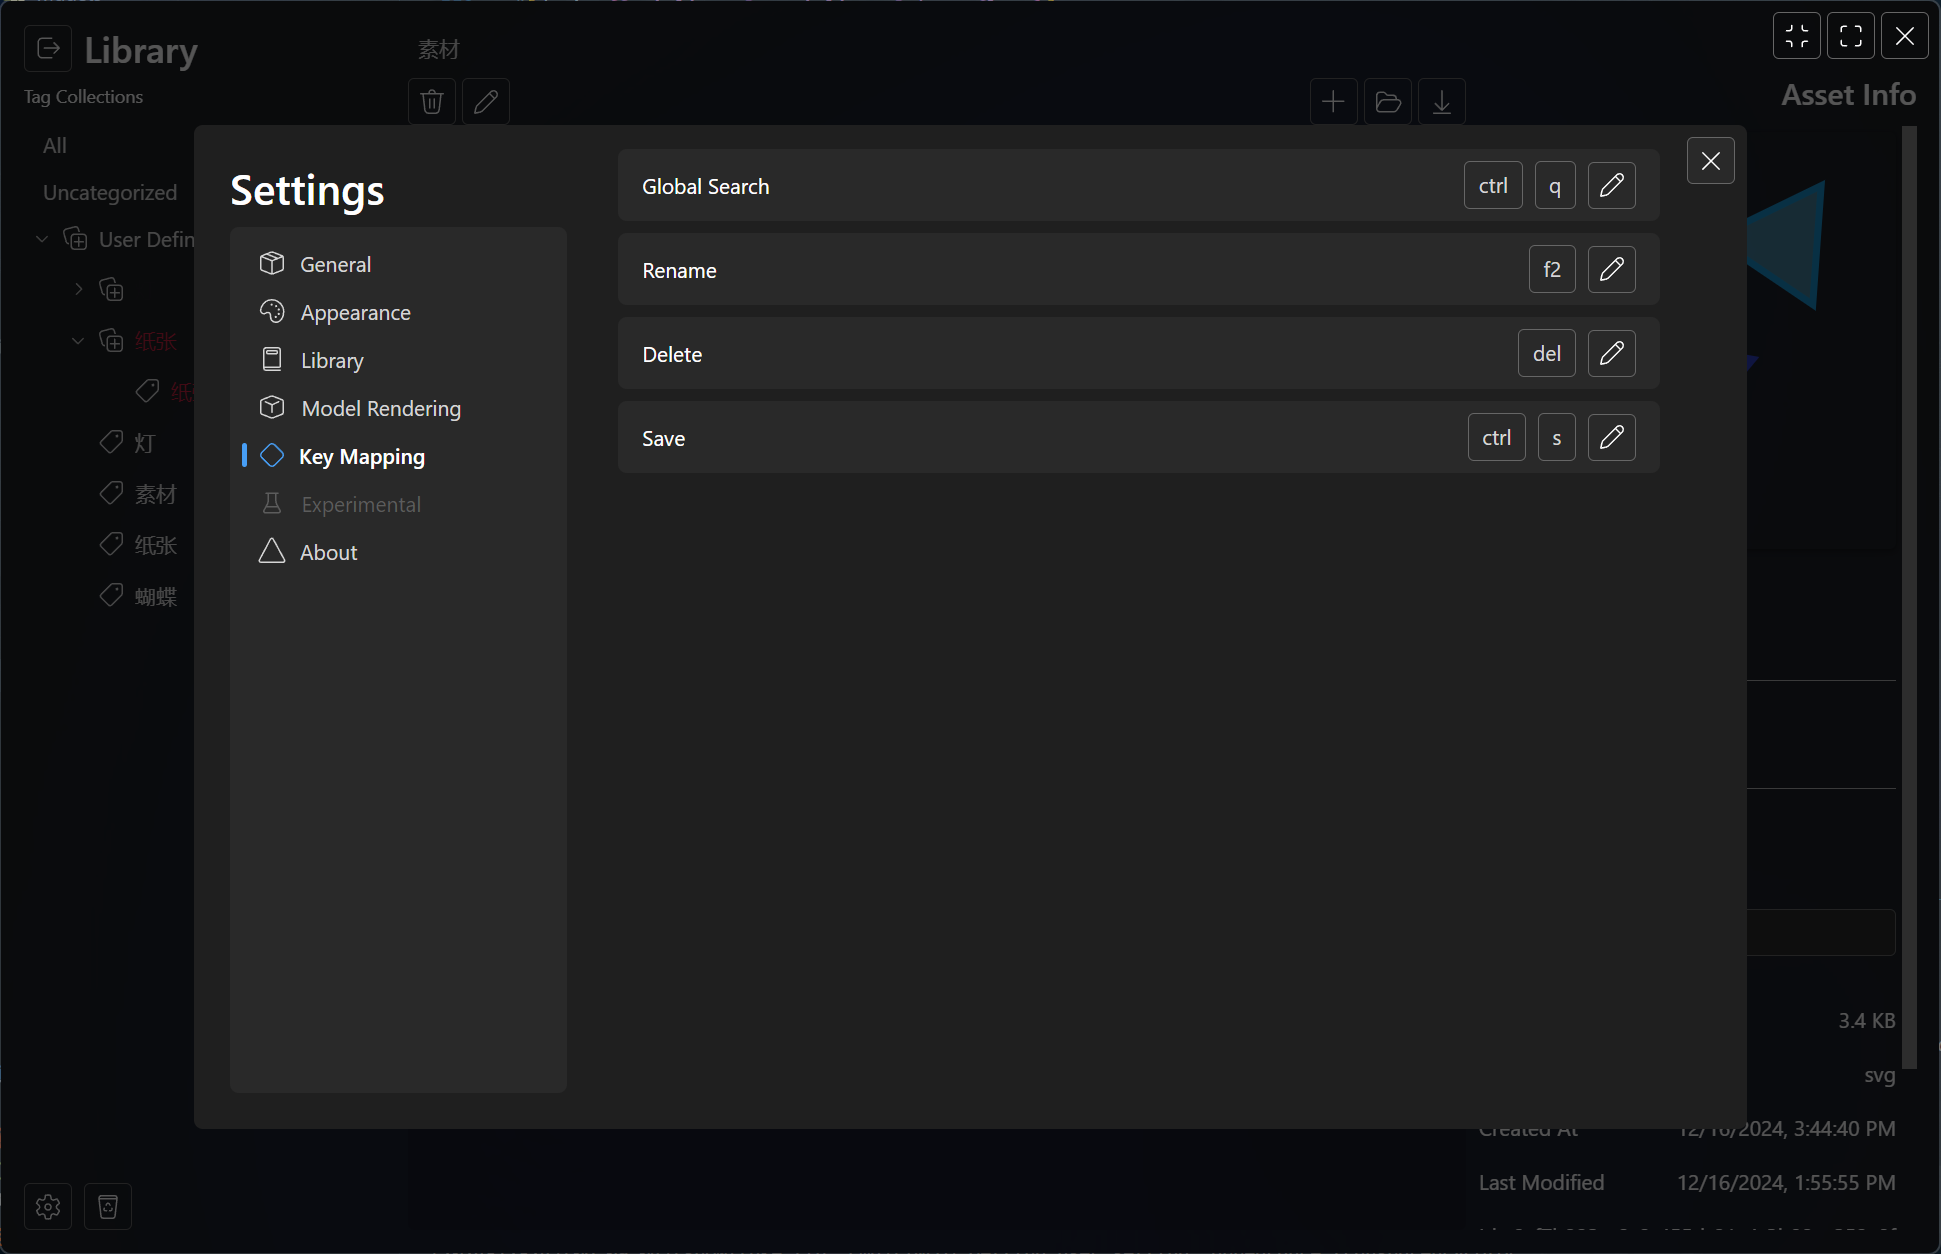 Library
素材
Tag Collections
Asset Info
All
Uncategorized
User Defin
纸张
灯
素材
纸张
蝴蝶
Settings
General
Appearance
Library
Model Rendering
Key Mapping
Experimental
About
Global Search ctrl q
Rename f2
Delete del
Save ctrl s
3.4 KB
svg
Created At 12/16/2024, 3:44:40 PM
Last Modified 12/16/2024, 1:55:55 PM